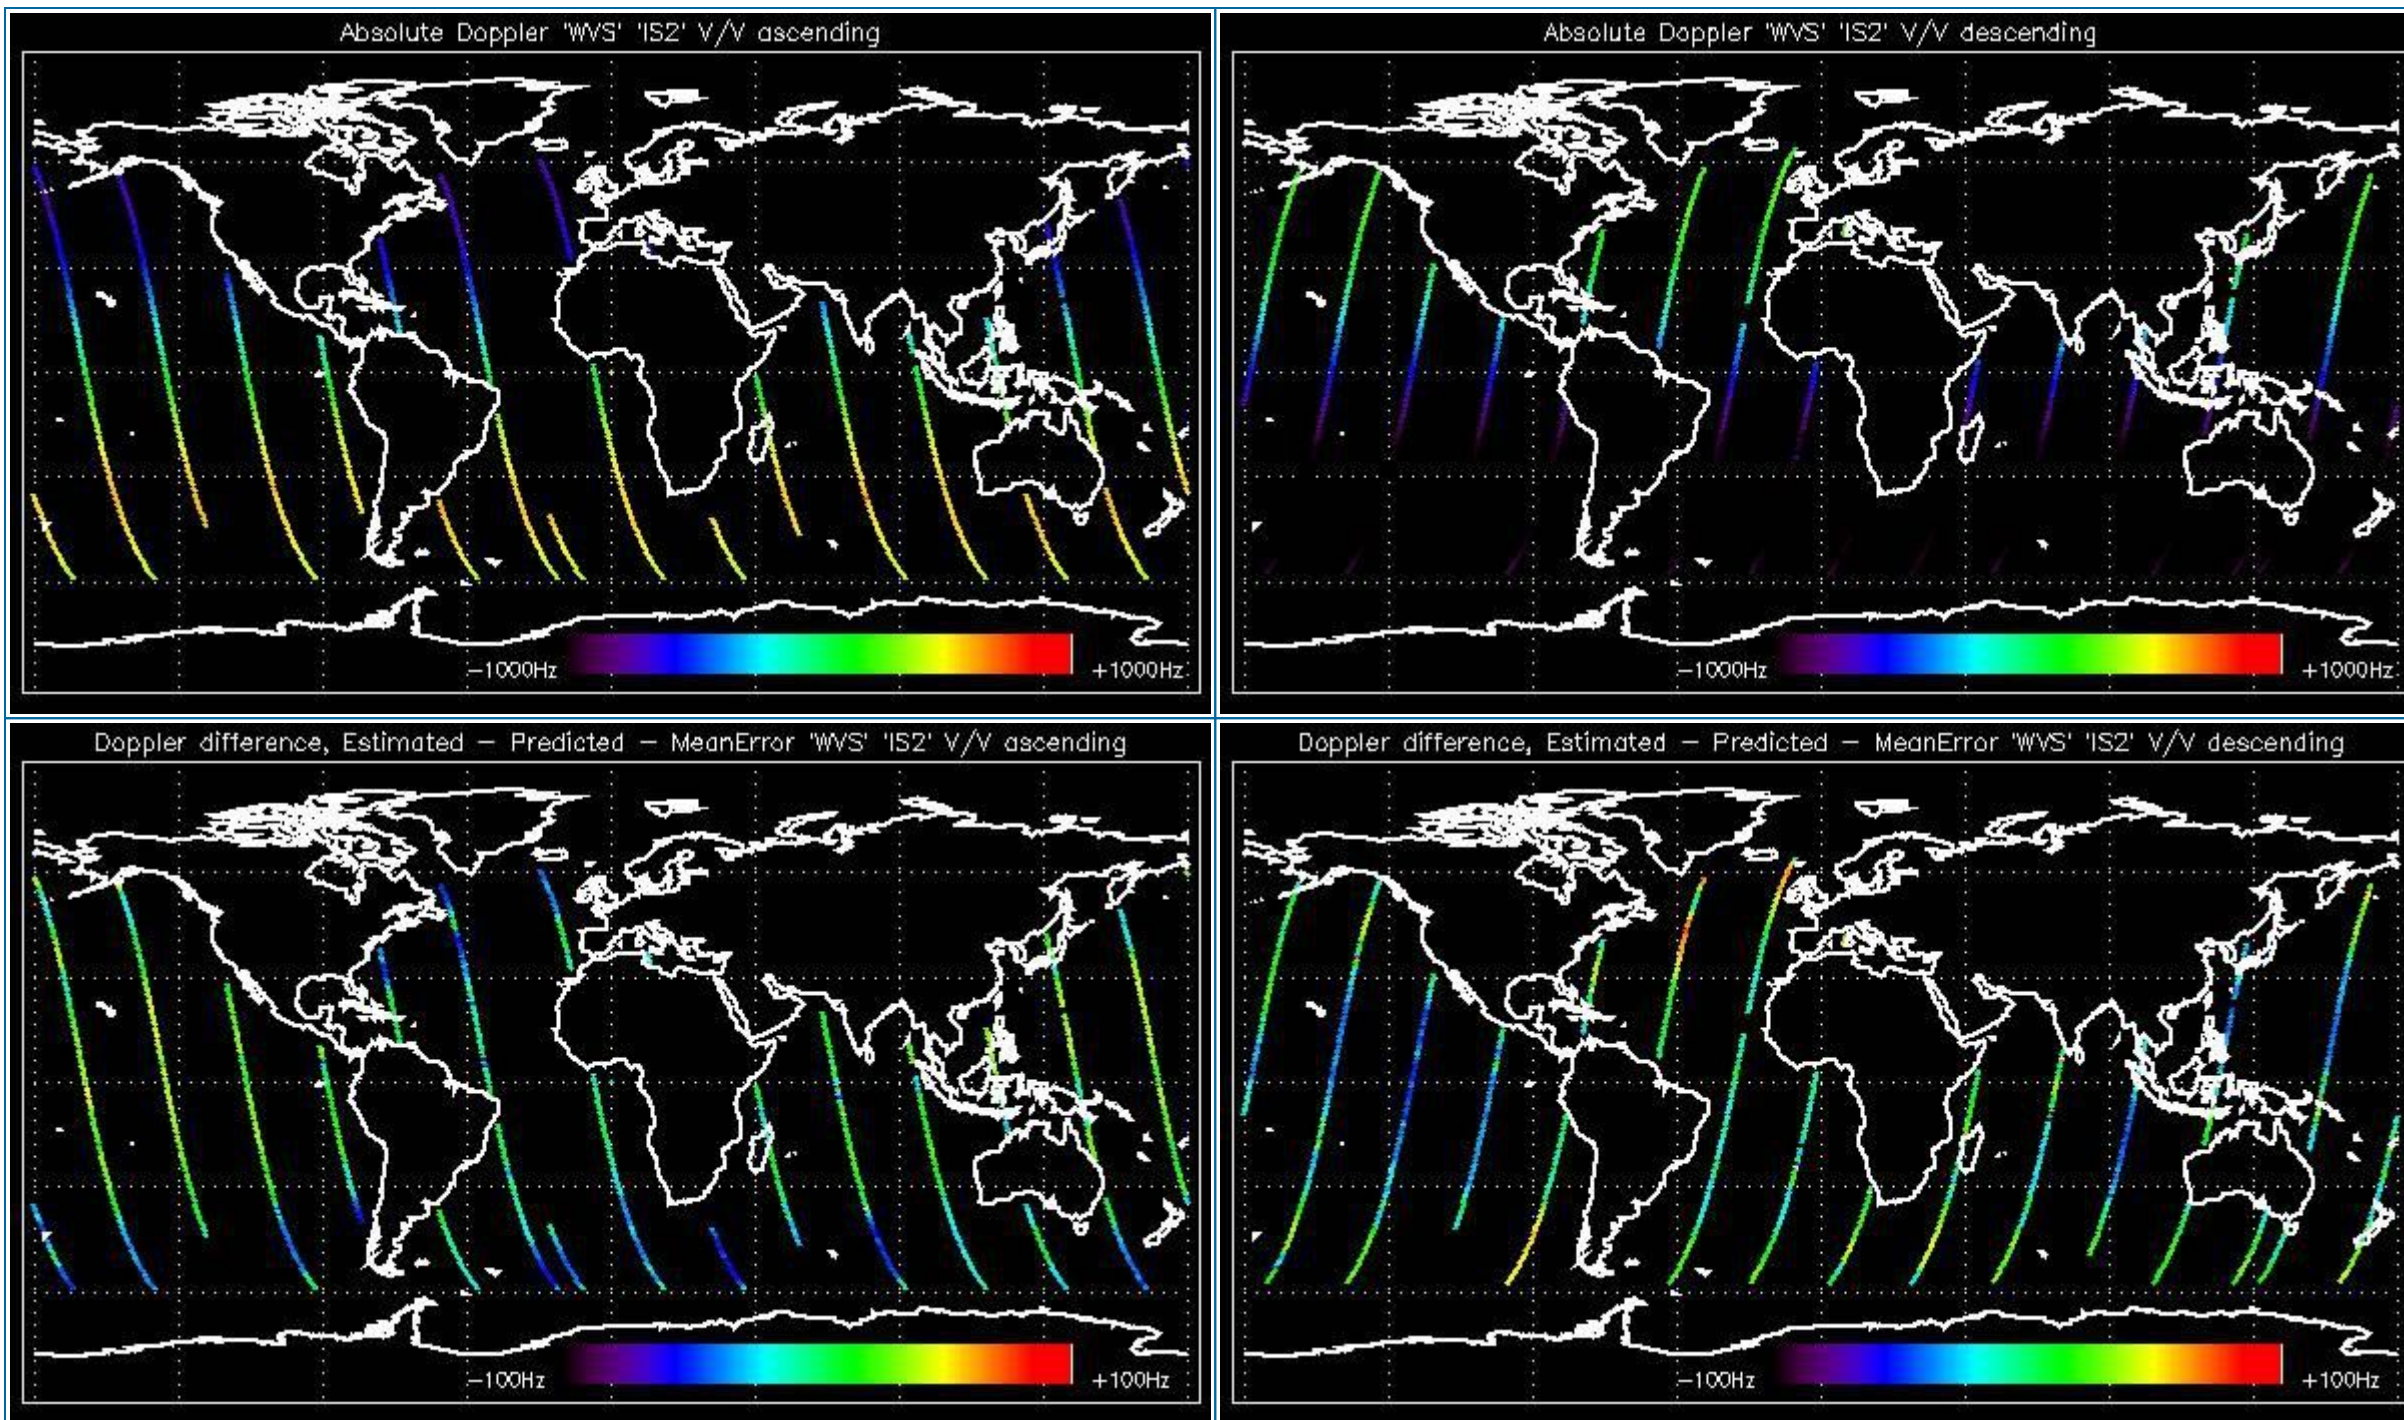 Absolute Doppler 'WVS' 'IS2' V/V ascending
−1000Hz
+1000Hz
Absolute Doppler 'WVS' 'IS2' V/V descending
−1000Hz
+1000Hz
Doppler difference, Estimated − Predicted − MeanError 'WVS' 'IS2' V/V ascending
−100Hz
+100Hz
Doppler difference, Estimated − Predicted − MeanError 'WVS' 'IS2' V/V descending
−100Hz
+100Hz